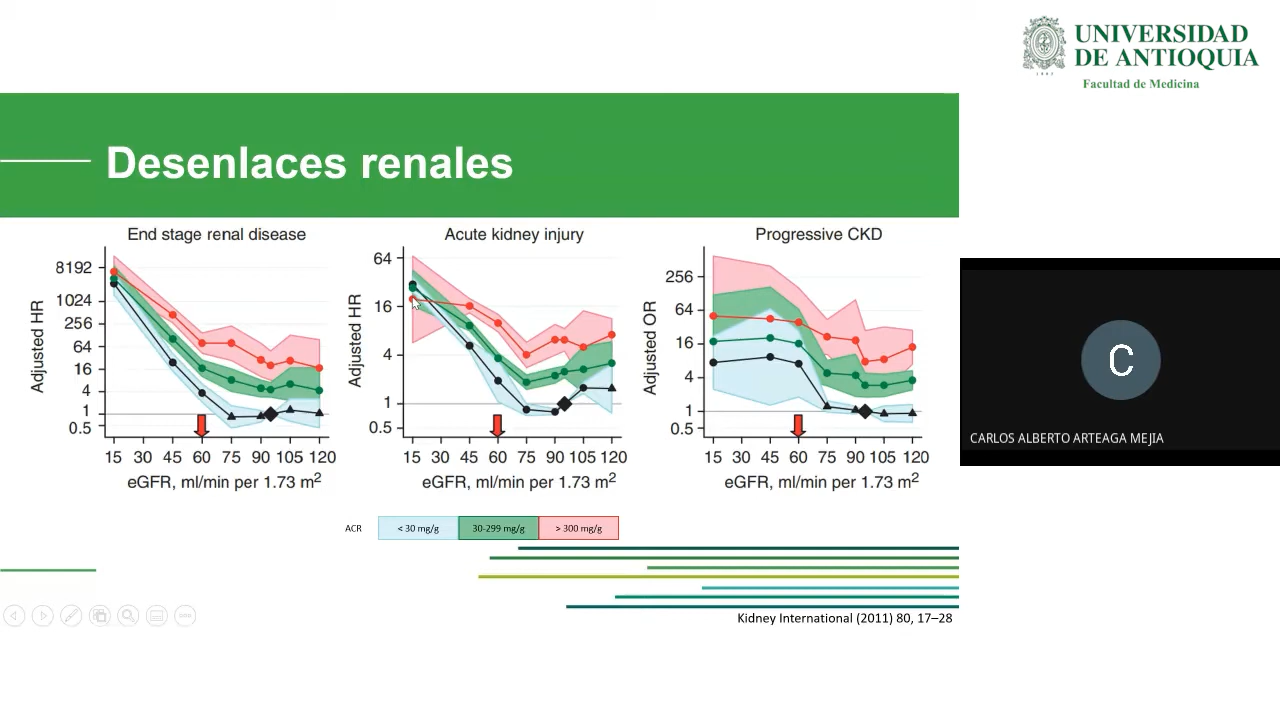 UNIVERSIDAD
DE ANTIOQUIA
1803
Facultad de Medicina
Desenlaces renales
End stage renal disease
Adjusted HR
8192
1024
256
64
16
4
1
0.5
15 30 45 60 75 90 105 120
eGFR, ml/min per 1.73 m2
Acute kidney injury
Adjusted HR
64
16
4
1
0.5
15 30 45 60 75 90 105 120
eGFR, ml/min per 1.73 m2
Progressive CKD
Adjusted OR
256
64
16
4
1
0.5
15 30 45 60 75 90 105 120
eGFR, ml/min per 1.73 m2
ACR < 30 mg/g 30-299 mg/g > 300 mg/g
Kidney International (2011) 80, 17–28
C
CARLOS ALBERTO ARTEAGA MEJIA